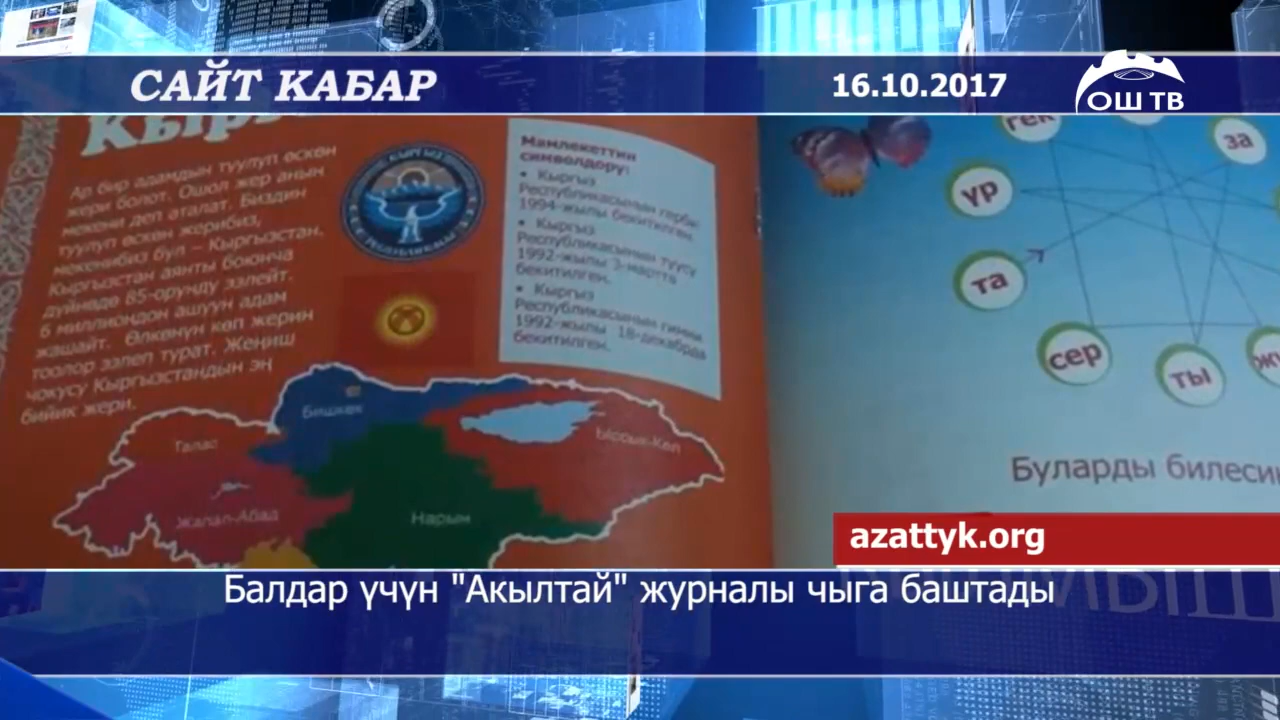 САЙТ КАБАР
16.10.2017
ОШ ТВ
Ар бир адамдын туулуп өскөн
жери болот. Ошол жер анын
мекени деп аталат. Биздин
туулуп өскөн жерибиз,
мекенибиз бул – Кыргызстан.
Кыргызстан аянты боюнча
дүйнөдө 85-орунду ээлейт.
6 миллиондон ашуун адам
жашайт. Өлкөнүн көп жерин
тоолор ээлеп турат. Жеңиш
чокусу Кыргызстандын эң
бийик жери.
Мамлекеттин
символдору:
• Кыргыз
Республикасынын герби
1994-жылы бекитилген.
• Кыргыз
Республикасынын туусу
1992-жылы 3-мартта
бекитилген.
• Кыргыз
Республикасынын гимни
1992-жылы 18-декабрда
бекитилген.
Бишкек
Талас
Ысык-Көл
Жалал-Абад
Нарын
гек
за
үр
та
сер
ты
Буларды
azattyk.org
Балдар үчүн "Акылтай" журналы чыга баштады